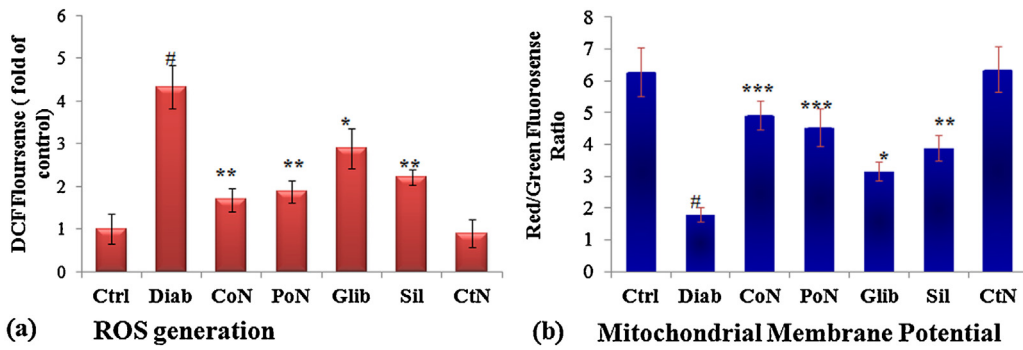 (a)
DCF Floursense ( fold of
control)
6
5
4
3
2
1
0
#
**
**
*
**
Ctrl Diab CoN PoN Glib Sil CtN
ROS generation
(b)
Red/Green Fluorosense
Ratio
8
7
6
5
4
3
2
1
0
#
***
***
*
**
Ctrl Diab CoN PoN Glib Sil CtN
Mitochondrial Membrane Potential